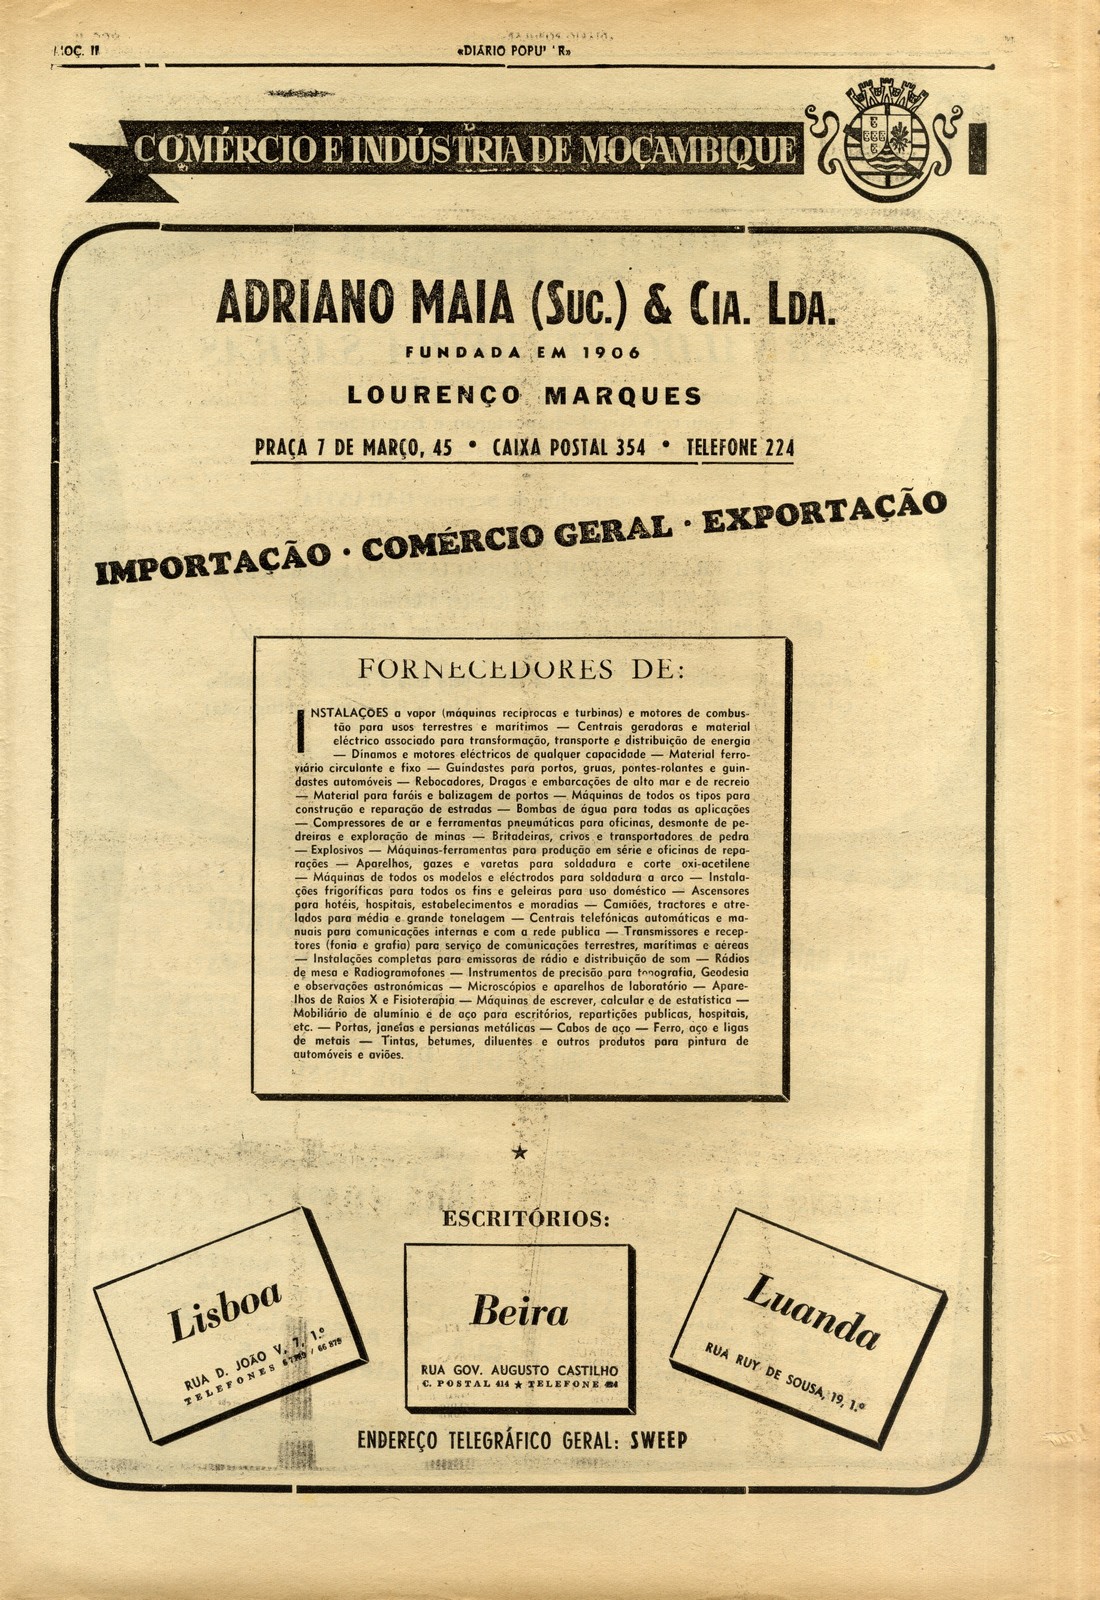 «DIÁRIO POPU
COMÉRCIO E INDÚSTRIA DE MOÇAMBIQUE
ADRIANO MAIA (SUC.) & CIA. LDA.
FUNDADA EM 1906
LOURENÇO MARQUES
PRAÇA 7 DE MARÇO, 45 • CAIXA POSTAL 354 • TELEFONE 224
IMPORTAÇÃO · COMÉRCIO GERAL · EXPORTAÇÃO
FORNECEDORES DE:
INSTALAÇÕES a vapor (máquinas recíprocas e turbinas) e motores de combus-
tão para usos terrestres e marítimos — Centrais geradoras e material
eléctrico associado para transformação, transporte e distribuição de energia
— Dínamos e motores eléctricos de qualquer capacidade — Material ferro-
viário circulante e fixo — Guindastes para portos, gruas, pontes-rolantes e guin-
dastes automóveis — Rebocadores, Dragas e embarcações de alto mar e de recreio
— Material para faróis e balizagem de portos — Máquinas de todos os tipos para
construção e reparação de estradas — Bombas de água para todas as aplicações
— Compressores de ar e ferramentas pneumáticas para oficinas, desmonte de pe-
dreiras e exploração de minas — Britadeiras, crivos e transportadores de pedra
— Explosivos — Máquinas-ferramentas para produção em série e oficinas de repa-
rações — Aparelhos, gazes e varetas para soldadura e corte oxi-acetilene
— Máquinas de todos os modelos e eléctrodos para soldadura a arco — Instala-
ções frigoríficas para todos os fins e geleiras para uso doméstico — Ascensores
para hotéis, hospitais, estabelecimentos e moradias — Camiões, tractores e atre-
lados para média e grande tonelagem — Centrais telefónicas automáticas e ma-
nuais para comunicações internas e com a rede publica — Transmissores e recep-
tores (fonia e grafia) para serviço de comunicações terrestres, marítimas e aéreas
— Instalações completas para emissoras de rádio e distribuição de som — Rádios
de mesa e Radiogramofones — Instrumentos de precisão para topografia, Geodesia
e observações astronómicas — Microscópios e aparelhos de laboratório — Apare-
lhos de Raios X e Fisioterapia — Máquinas de escrever, calcular e de estatística —
Mobiliário de alumínio e de aço para escritórios, repartições publicas, hospitais,
etc. — Portas, janelas e persianas metálicas — Cabos de aço — Ferro, aço e ligas
de metais — Tintas, betumes, diluentes e outros produtos para pintura de
automóveis e aviões.
★
ESCRITÓRIOS:
Lisboa
RUA D. JOÃO V, 7, 1.º
TELEFONES / 66 879
Beira
RUA GOV. AUGUSTO CASTILHO
C. POSTAL 414 ★ TELEFONE
Luanda
RUA RUY DE SOUSA, 19, 1.º
ENDEREÇO TELEGRÁFICO GERAL: SWEEP